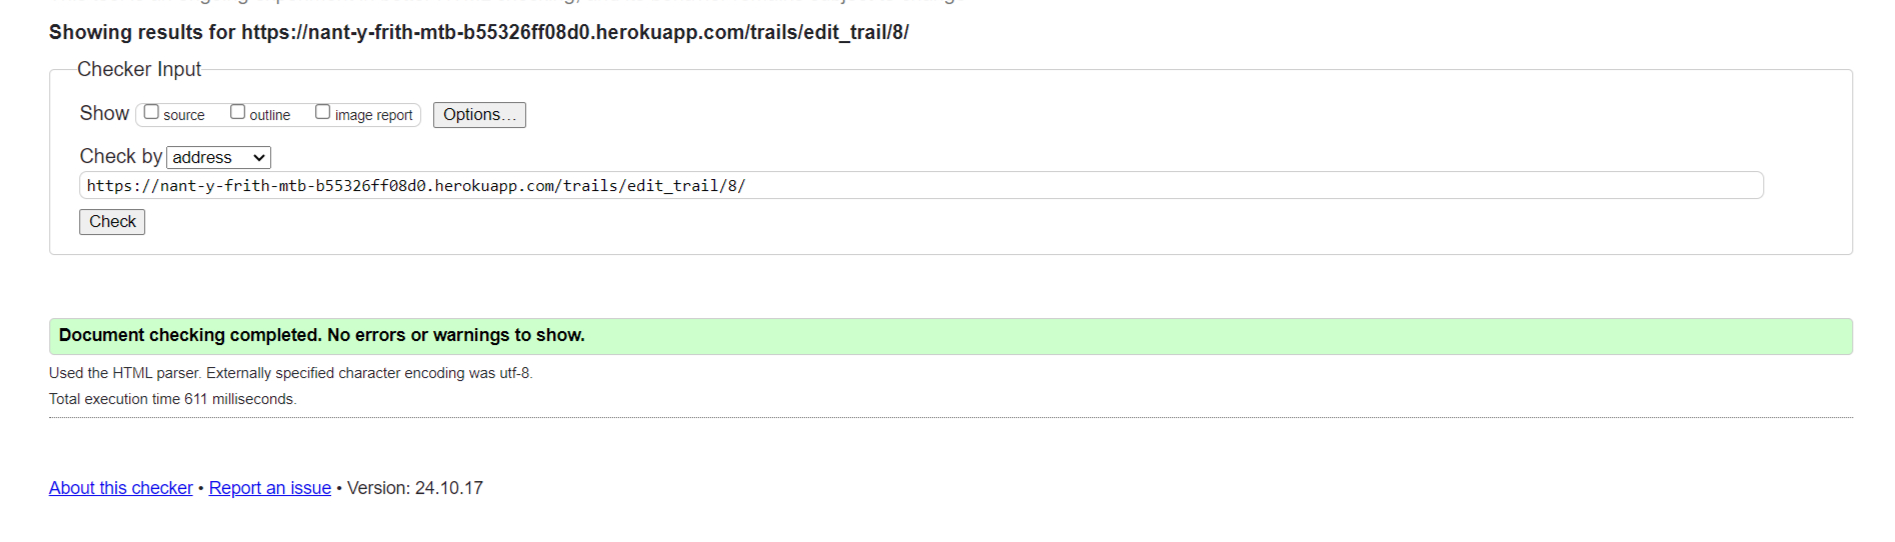 Showing results for https://nant-y-frith-mtb-b55326ff08d0.herokuapp.com/trails/edit_trail/8/
Checker Input
Show source outline image report Options...
Check by address
https://nant-y-frith-mtb-b55326ff08d0.herokuapp.com/trails/edit_trail/8/
Check
Document checking completed. No errors or warnings to show.
Used the HTML parser. Externally specified character encoding was utf-8.
Total execution time 611 milliseconds.
About this checker • Report an issue • Version: 24.10.17